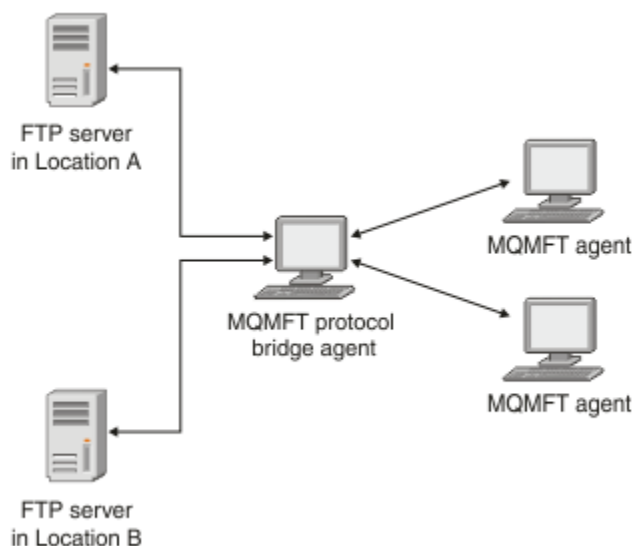 FTP server
in Location A
MQMFT agent
MQMFT protocol
bridge agent
MQMFT agent
FTP server
in Location B